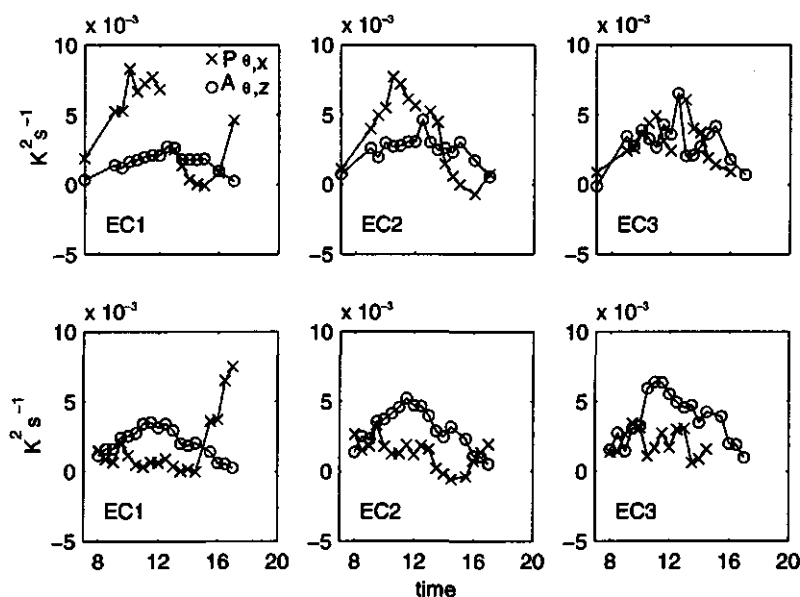 x 10⁻³ x 10⁻³ x 10⁻³
10 10 10
× P θ,x
○ A θ,z
5 5 5
K² s⁻¹
0 0 0
EC1 EC2 EC3
−5 −5 −5
8 12 16 20 8 12 16 20 8 12 16 20
x 10⁻³ x 10⁻³ x 10⁻³
10 10 10
5 5 5
K² s⁻¹
0 0 0
EC1 EC2 EC3
−5 −5 −5
8 12 16 20 8 12 16 20 8 12 16 20
time